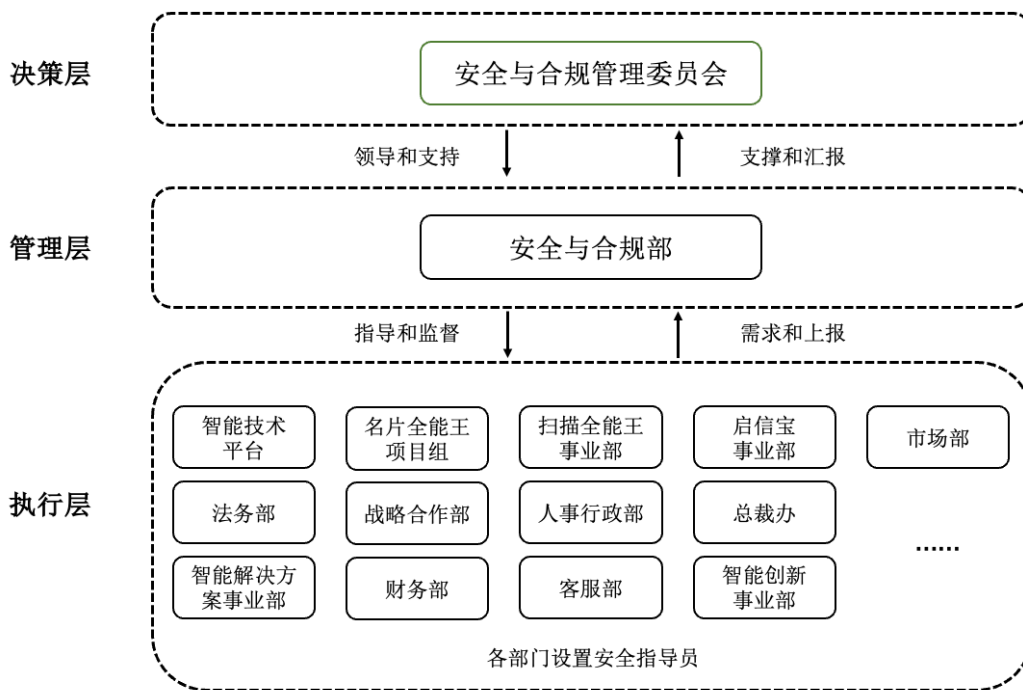 决策层
安全与合规管理委员会
领导和支持
支撑和汇报
管理层
安全与合规部
指导和监督
需求和上报
执行层
智能技术
平台
名片全能王
项目组
扫描全能王
事业部
启信宝
事业部
市场部
法务部
战略合作部
人事行政部
总裁办
……
智能解决方
案事业部
财务部
客服部
智能创新
事业部
各部门设置安全指导员